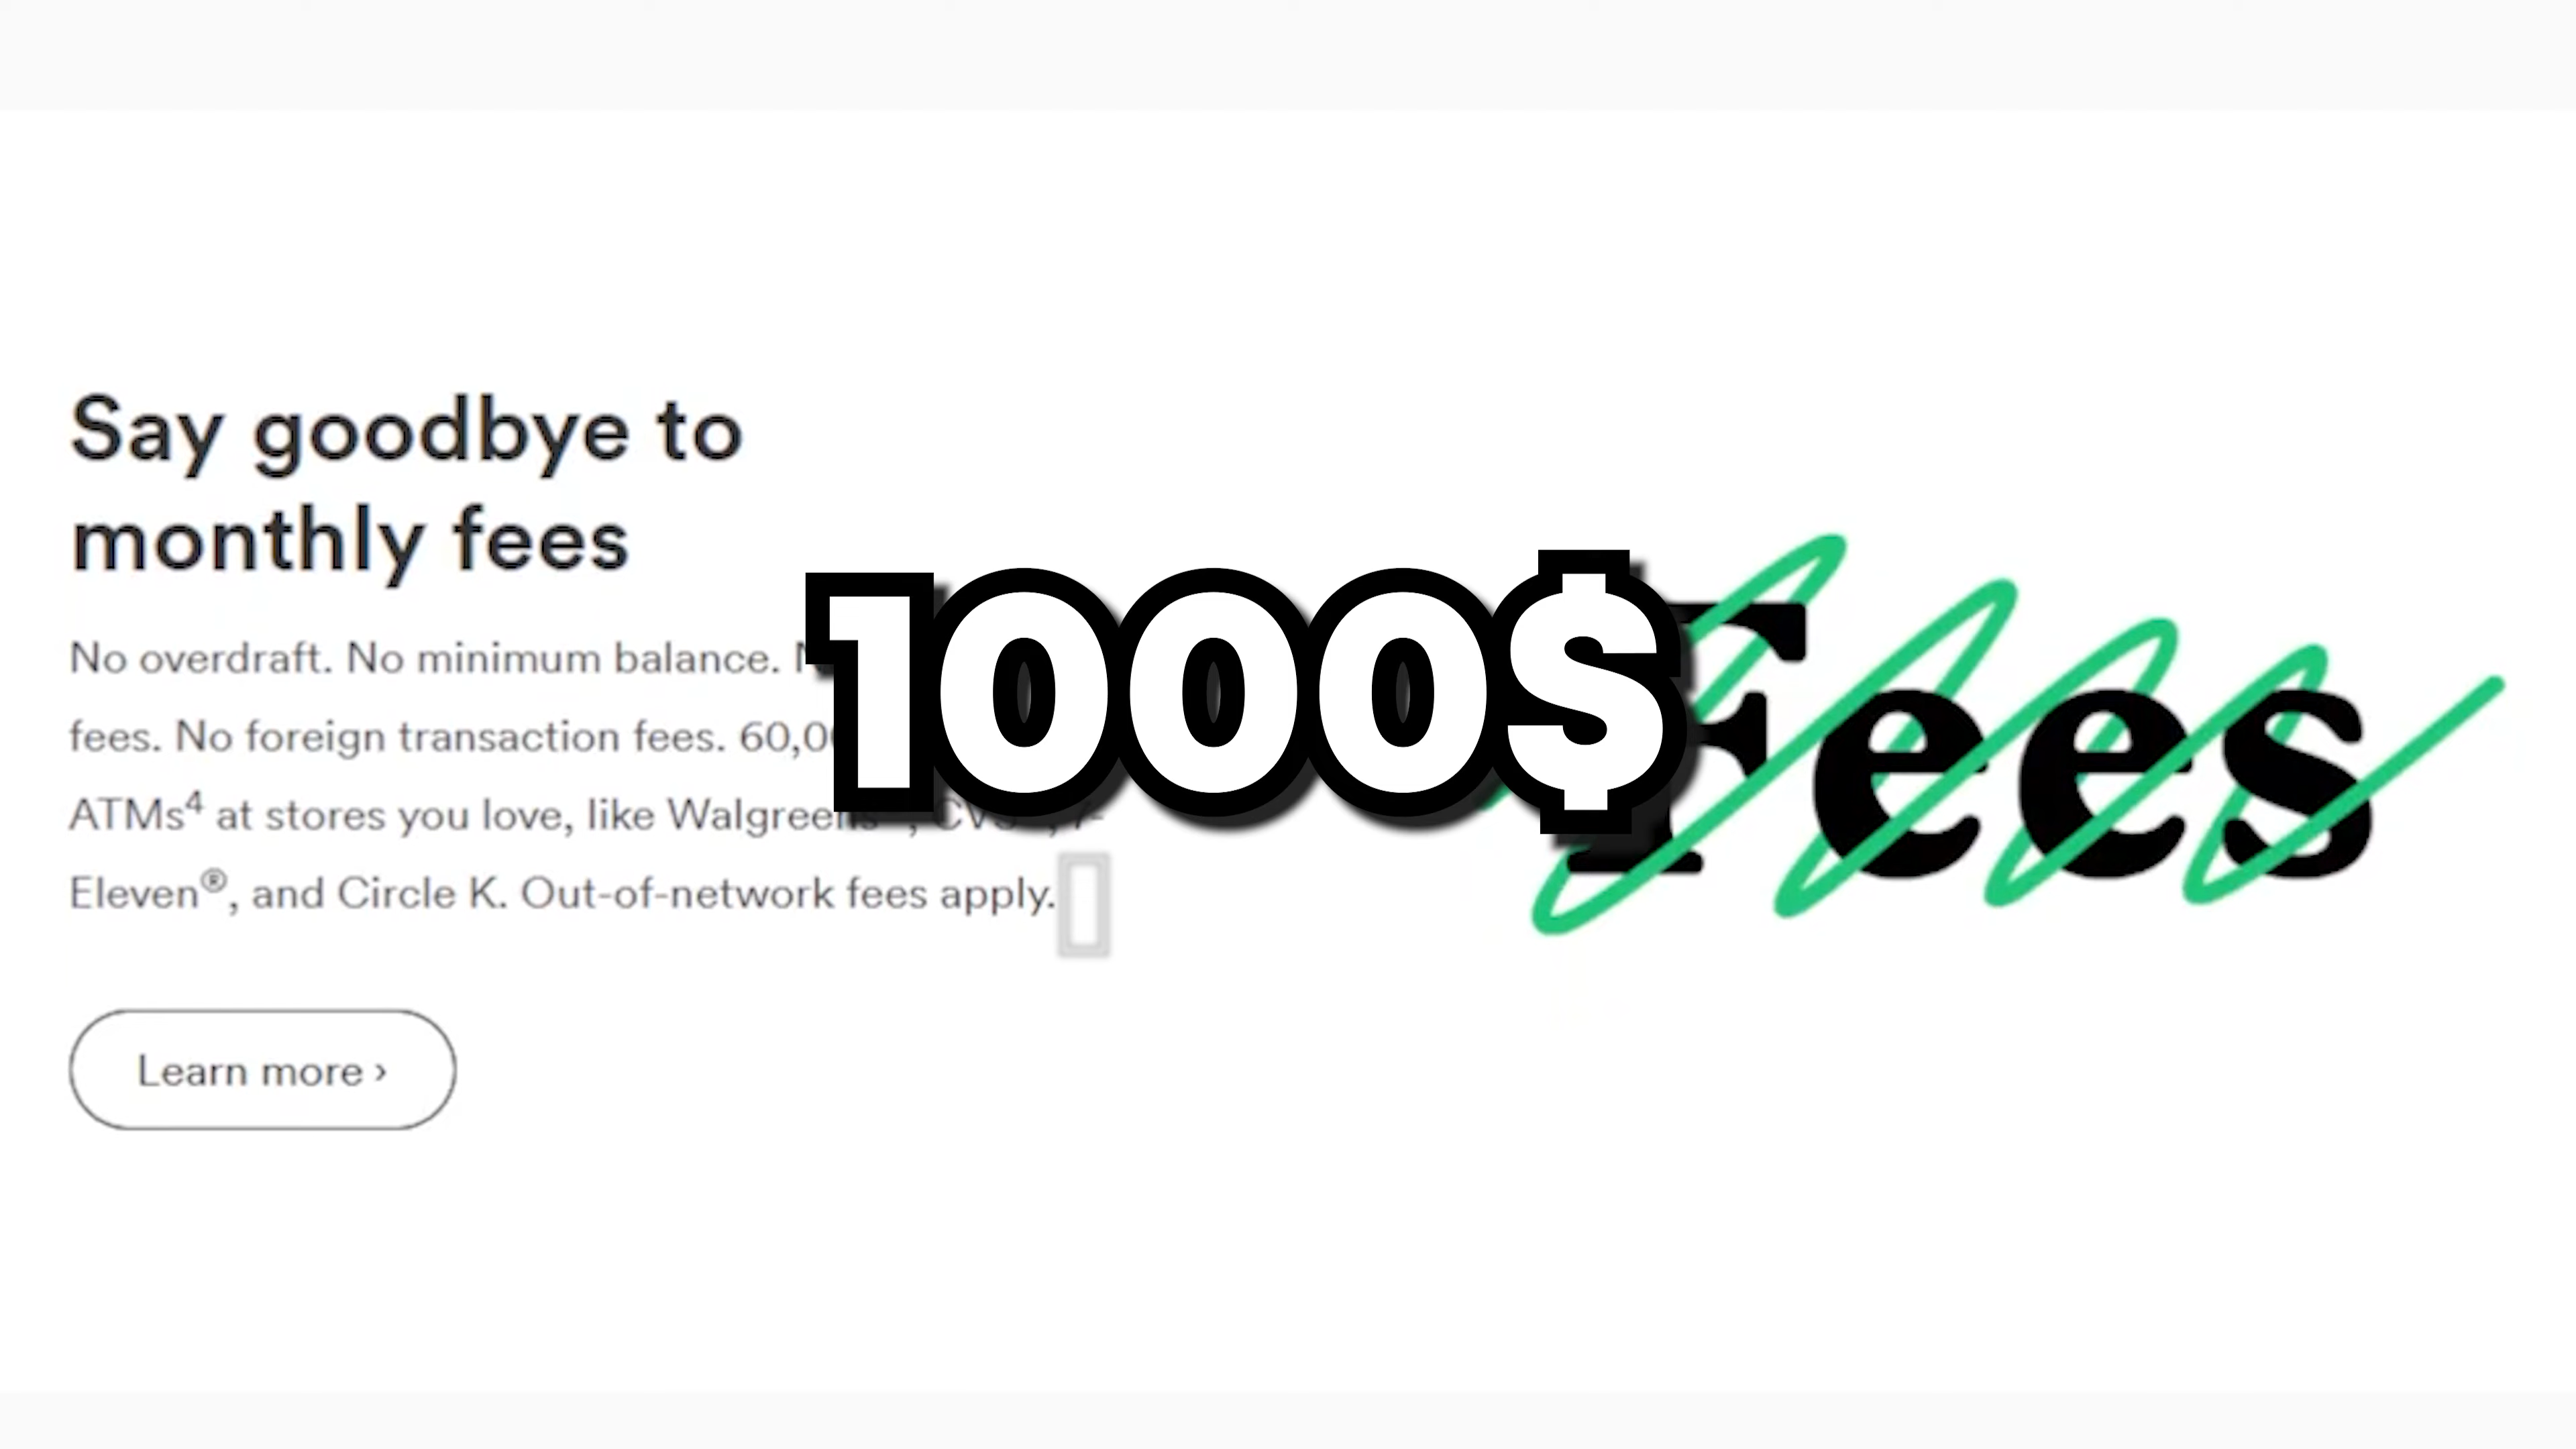 Say goodbye to
monthly fees
No overdraft. No minimum balance.
fees. No foreign transaction fees.
ATMs⁴ at stores you love, like Walgreens
Eleven®, and Circle K. Out-of-network fees apply.
Learn more ›
1000$
Fees